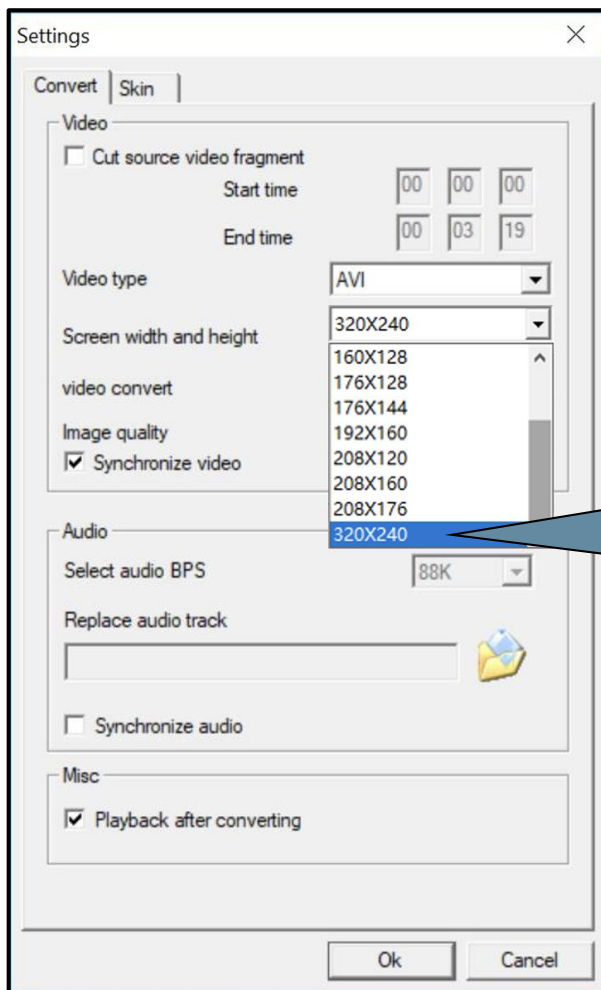 Settings
Convert Skin
Video
Cut source video fragment
Start time 00 00 00
End time 00 03 19
Video type AVI
Screen width and height 320X240
160X128
176X128
video convert
176X144
Image quality
192X160
Synchronize video
208X120
208X160
208X176
320X240
Audio
Select audio BPS 88K
Replace audio track
Synchronize audio
Misc
Playback after converting
Ok Cancel